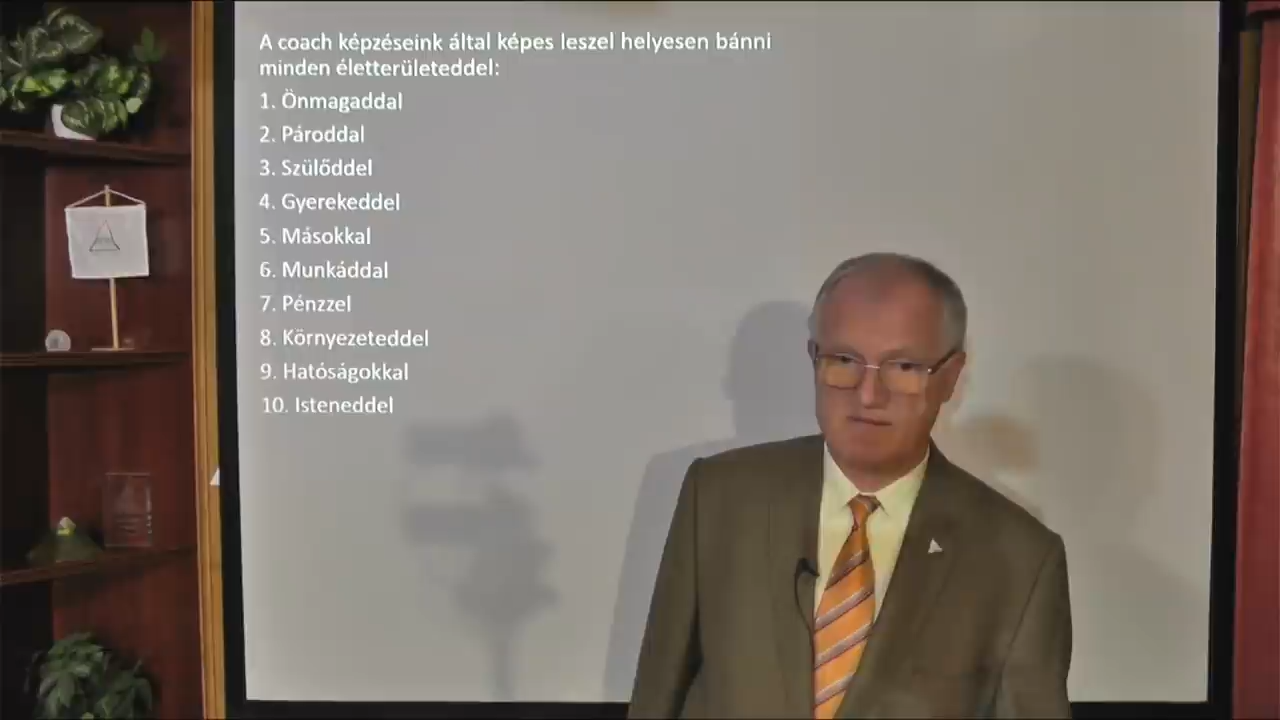 A coach képzéseink által képes leszel helyesen bánni
minden életterületeddel:
1. Önmagaddal
2. Pároddal
3. Szülőddel
4. Gyerekeddel
5. Másokkal
6. Munkáddal
7. Pénzzel
8. Környezeteddel
9. Hatóságokkal
10. Isteneddel